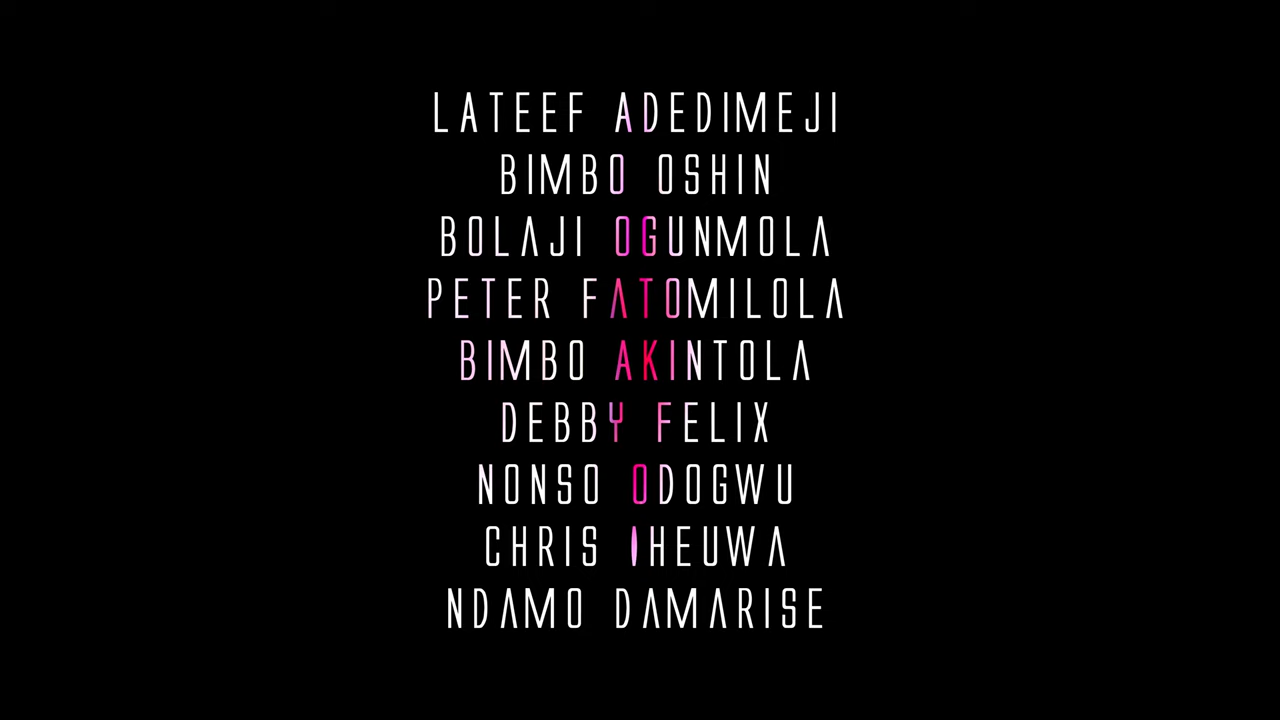 LATEEF ADEDIMEJI
BIMBO OSHIN
BOLAJI OGUNMOLA
PETER FATOMILOLA
BIMBO AKINTOLA
DEBBY FELIX
NONSO ODOGWU
CHRIS IHEUWA
NDAMO DAMARISE